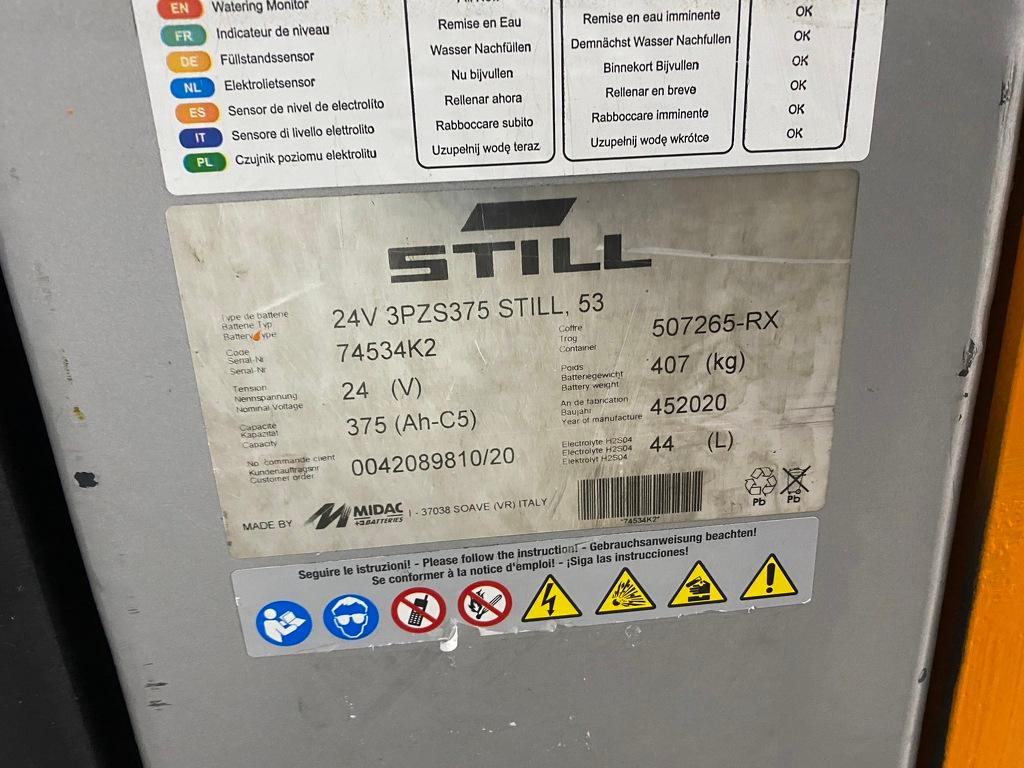 EN Watering Monitor
FR Indicateur de niveau
DE Füllstandssensor
NL Elektrolietsensor
ES Sensor de nivel de electrolito
IT Sensore di livello elettrolito
PL Czujnik poziomu elektrolitu
Remise en Eau
Wasser Nachfüllen
Nu bijvullen
Rellenar ahora
Rabboccare subito
Uzupełnij wodę teraz
Remise en eau imminente
Demnächst Wasser Nachfullen
Binnekort Bijvullen
Rellenar en breve
Rabboccare imminente
Uzupełnij wodę wkrótce
OK
OK
OK
OK
OK
OK
STILL
Type de batterie
Batterie Typ
Battery type
24V 3PZS375 STILL, 53
Code
Serial-Nr
Serial-Nr
74534K2
Tension
Nennspannung
Nominal Voltage
24 (V)
Capacité
Kapazität
Capacity
375 (Ah-C5)
No commande client
Kundenauftragsnr
Customer order
0042089810/20
Coffre
Trog
Container
507265-RX
Poids
Batteriegewicht
Battery weight
407 (kg)
An de fabrication
Baujahr
Year of manufacture
452020
Electrolyte H2S04
Electrolyte H2S04
Elektrolyt H2S04
44 (L)
MADE BY MIDAC BATTERIES I - 37038 SOAVE (VR) ITALY
*74534K2*
Pb
Pb
Seguire le istruzioni! - Please follow the instruction! - Gebrauchsanweisung beachten!
Se conformer à la notice d'emploi! - ¡Siga las instrucciones!